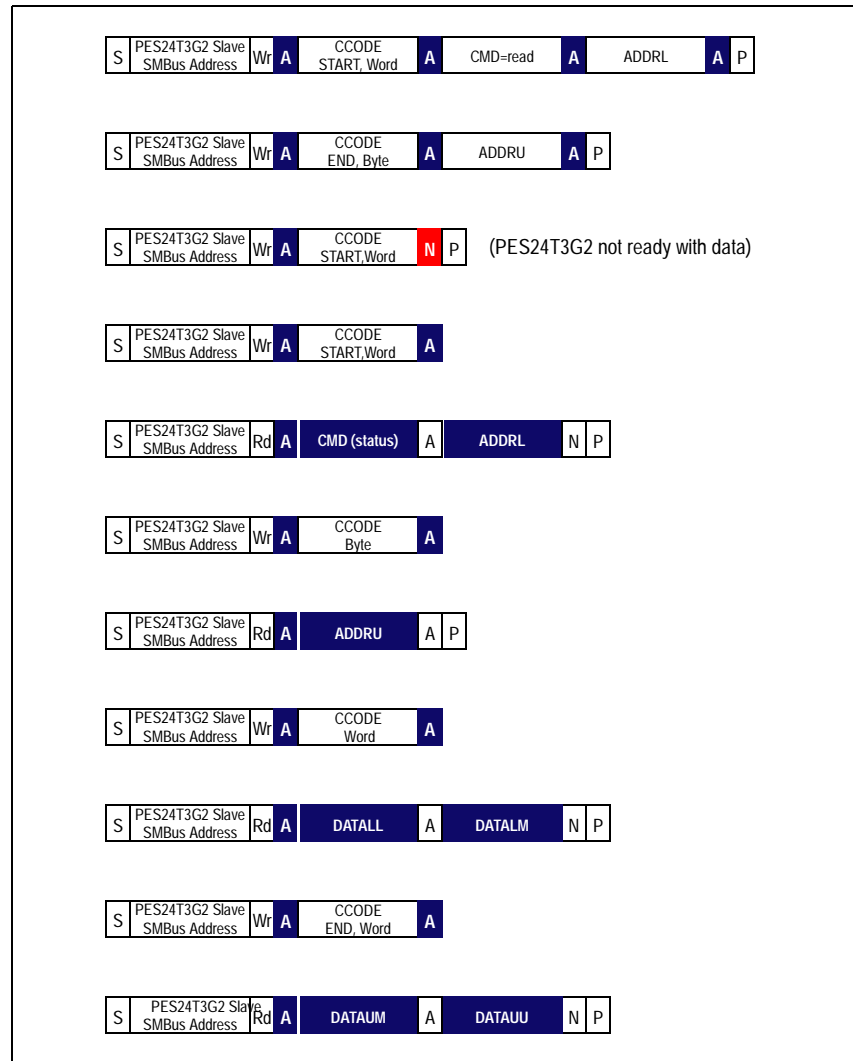 S PES24T3G2 Slave SMBus Address Wr A CCODE START, Word A CMD=read A ADDRL A P
S PES24T3G2 Slave SMBus Address Wr A CCODE END, Byte A ADDRU A P
S PES24T3G2 Slave SMBus Address Wr A CCODE START,Word N P (PES24T3G2 not ready with data)
S PES24T3G2 Slave SMBus Address Wr A CCODE START,Word A
S PES24T3G2 Slave SMBus Address Rd A CMD (status) A ADDRL N P
S PES24T3G2 Slave SMBus Address Wr A CCODE Byte A
S PES24T3G2 Slave SMBus Address Rd A ADDRU A P
S PES24T3G2 Slave SMBus Address Wr A CCODE Word A
S PES24T3G2 Slave SMBus Address Rd A DATALL A DATALM N P
S PES24T3G2 Slave SMBus Address Wr A CCODE END, Word A
S PES24T3G2 Slave SMBus Address Rd A DATAUM A DATAUU N P